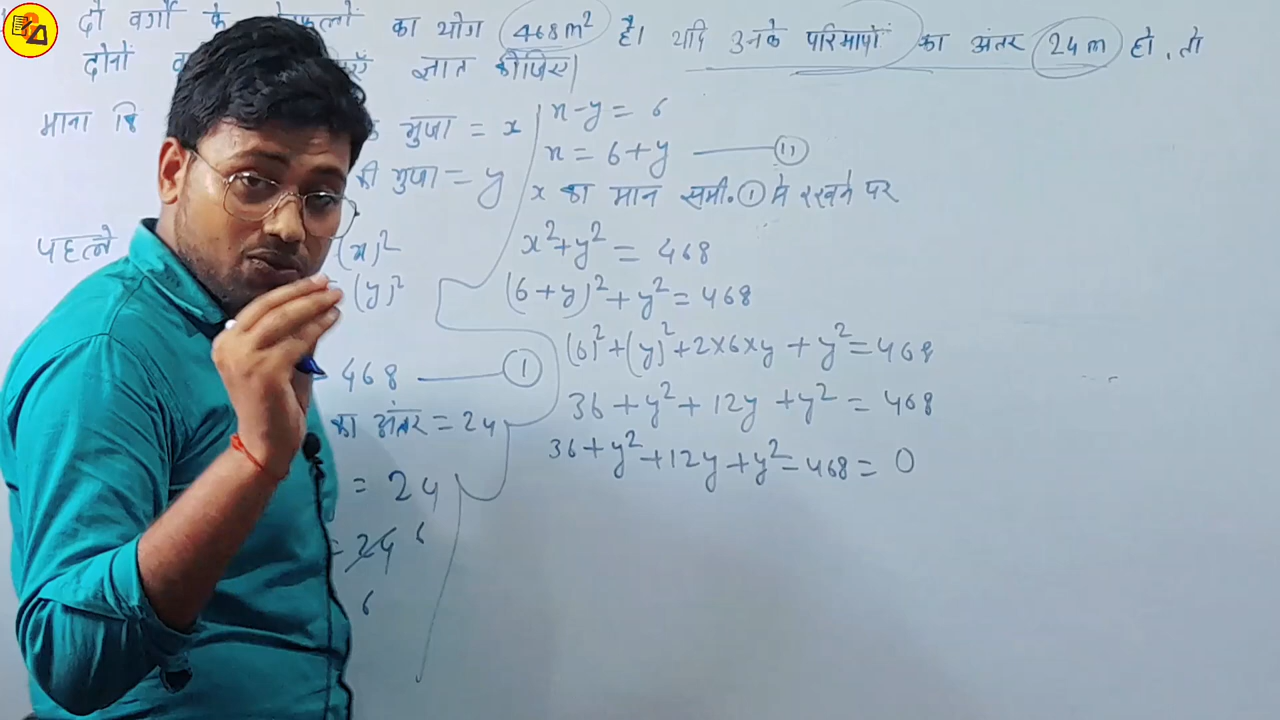 दो वर्गों के का योग 468m² है। यदि उनके परिमापों का अंतर 24m हो, तो
दोनों ज्ञात कीजिए।
माना कि भुजा = x
की भुजा = y
पहले (x)²
(y)²
468 ——— ①
का अंतर = 24
= 24
= 24 6
6
x-y = 6
x = 6+y ——— ⑪
x का मान समी. ① में रखने पर
x²+y² = 468
(6+y)²+y² = 468
(6)²+(y)²+2×6×y+y²=468
36+y²+12y+y² = 468
36+y²+12y+y²-468= 0